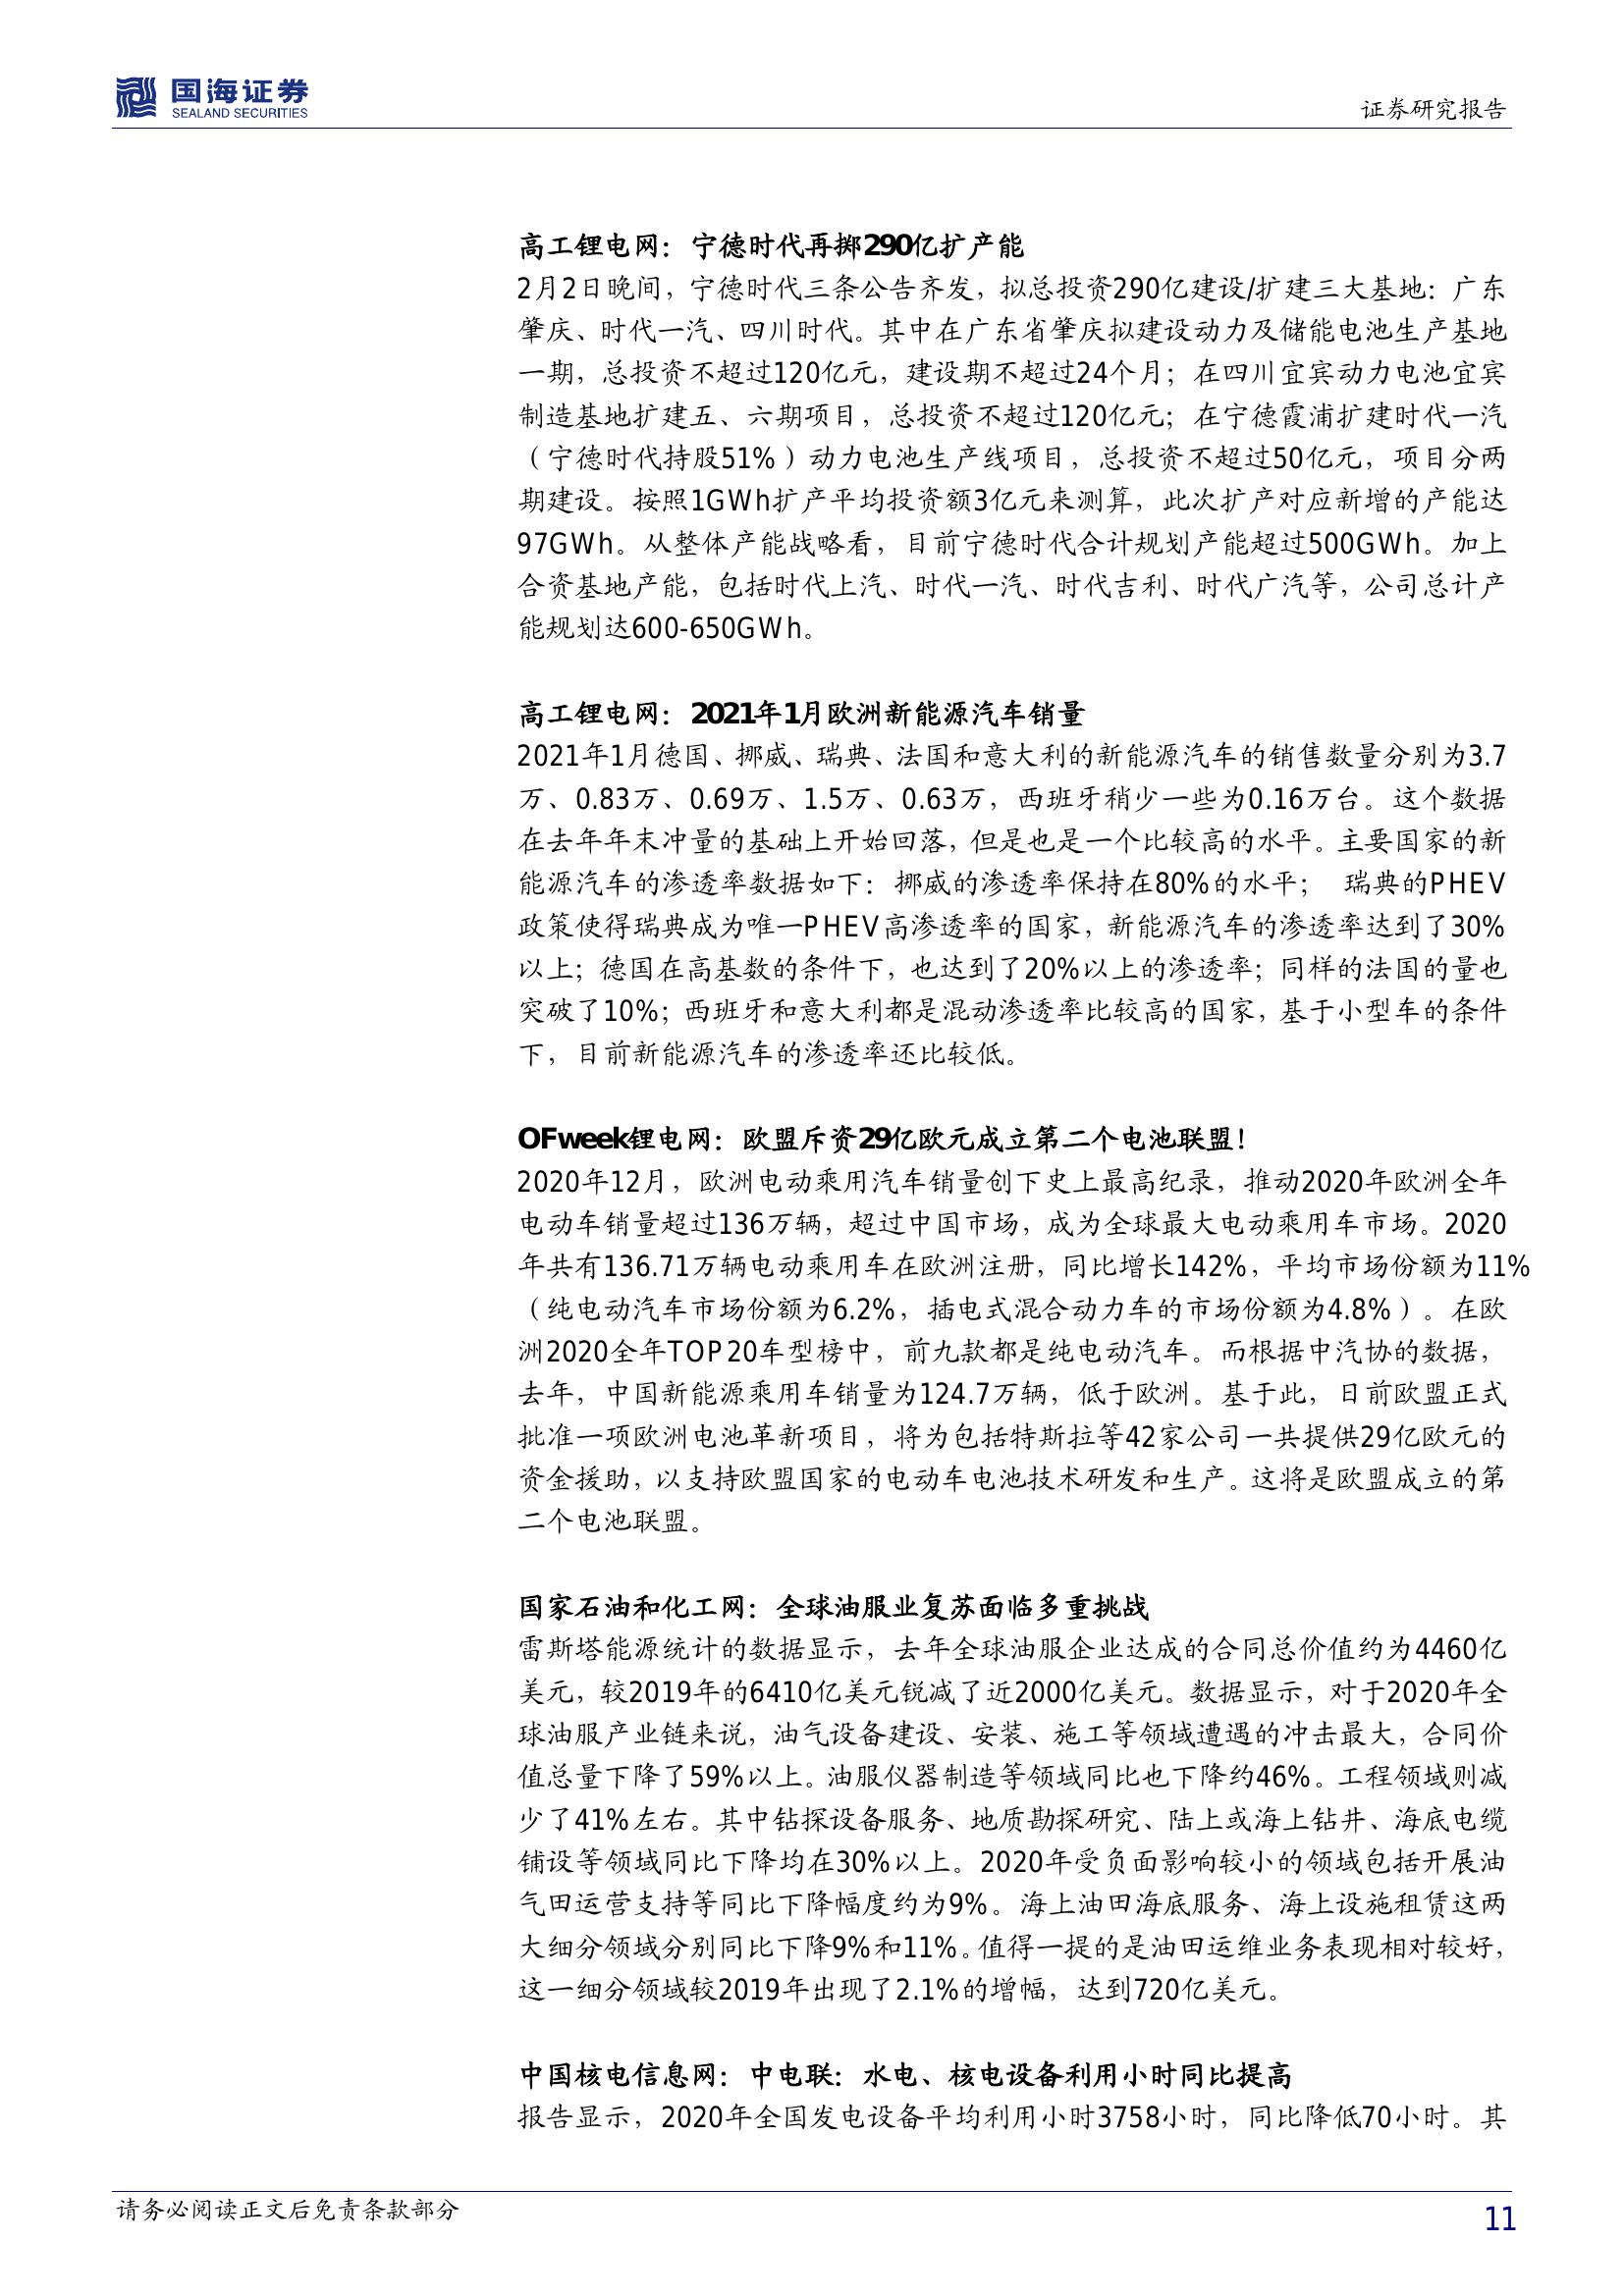 国海证券
SEALAND SECURITIES
证券研究报告
高工锂电网：宁德时代再掷290亿扩产能
2月2日晚间，宁德时代三条公告齐发，拟总投资290亿建设/扩建三大基地：广东
肇庆、时代一汽、四川时代。其中在广东省肇庆拟建设动力及储能电池生产基地
一期，总投资不超过120亿元，建设期不超过24个月；在四川宜宾动力电池宜宾
制造基地扩建五、六期项目，总投资不超过120亿元；在宁德霞浦扩建时代一汽
（宁德时代持股51%）动力电池生产线项目，总投资不超过50亿元，项目分两
期建设。按照1GWh扩产平均投资额3亿元来测算，此次扩产对应新增的产能达
97GWh。从整体产能战略看，目前宁德时代合计规划产能超过500GWh。加上
合资基地产能，包括时代上汽、时代一汽、时代吉利、时代广汽等，公司总计产
能规划达600-650GWh。
高工锂电网：2021年1月欧洲新能源汽车销量
2021年1月德国、挪威、瑞典、法国和意大利的新能源汽车的销售数量分别为3.7
万、0.83万、0.69万、1.5万、0.63万，西班牙稍少一些为0.16万台。这个数据
在去年年末冲量的基础上开始回落，但是也是一个比较高的水平。主要国家的新
能源汽车的渗透率数据如下：挪威的渗透率保持在80%的水平； 瑞典的PHEV
政策使得瑞典成为唯一PHEV高渗透率的国家，新能源汽车的渗透率达到了30%
以上；德国在高基数的条件下，也达到了20%以上的渗透率；同样的法国的量也
突破了10%；西班牙和意大利都是混动渗透率比较高的国家，基于小型车的条件
下，目前新能源汽车的渗透率还比较低。
OFweek锂电网：欧盟斥资29亿欧元成立第二个电池联盟！
2020年12月，欧洲电动乘用汽车销量创下史上最高纪录，推动2020年欧洲全年
电动车销量超过136万辆，超过中国市场，成为全球最大电动乘用车市场。2020
年共有136.71万辆电动乘用车在欧洲注册，同比增长142%，平均市场份额为11%
（纯电动汽车市场份额为6.2%，插电式混合动力车的市场份额为4.8%）。在欧
洲2020全年TOP20车型榜中，前九款都是纯电动汽车。而根据中汽协的数据，
去年，中国新能源乘用车销量为124.7万辆，低于欧洲。基于此，日前欧盟正式
批准一项欧洲电池革新项目，将为包括特斯拉等42家公司一共提供29亿欧元的
资金援助，以支持欧盟国家的电动车电池技术研发和生产。这将是欧盟成立的第
二个电池联盟。
国家石油和化工网：全球油服业复苏面临多重挑战
雷斯塔能源统计的数据显示，去年全球油服企业达成的合同总价值约为4460亿
美元，较2019年的6410亿美元锐减了近2000亿美元。数据显示，对于2020年全
球油服产业链来说，油气设备建设、安装、施工等领域遭遇的冲击最大，合同价
值总量下降了59%以上。油服仪器制造等领域同比也下降约46%。工程领域则减
少了41%左右。其中钻探设备服务、地质勘探研究、陆上或海上钻井、海底电缆
铺设等领域同比下降均在30%以上。2020年受负面影响较小的领域包括开展油
气田运营支持等同比下降幅度约为9%。海上油田海底服务、海上设施租赁这两
大细分领域分别同比下降9%和11%。值得一提的是油田运维业务表现相对较好，
这一细分领域较2019年出现了2.1%的增幅，达到720亿美元。
中国核电信息网：中电联：水电、核电设备利用小时同比提高
报告显示，2020年全国发电设备平均利用小时3758小时，同比降低70小时。其
请务必阅读正文后免责条款部分
11